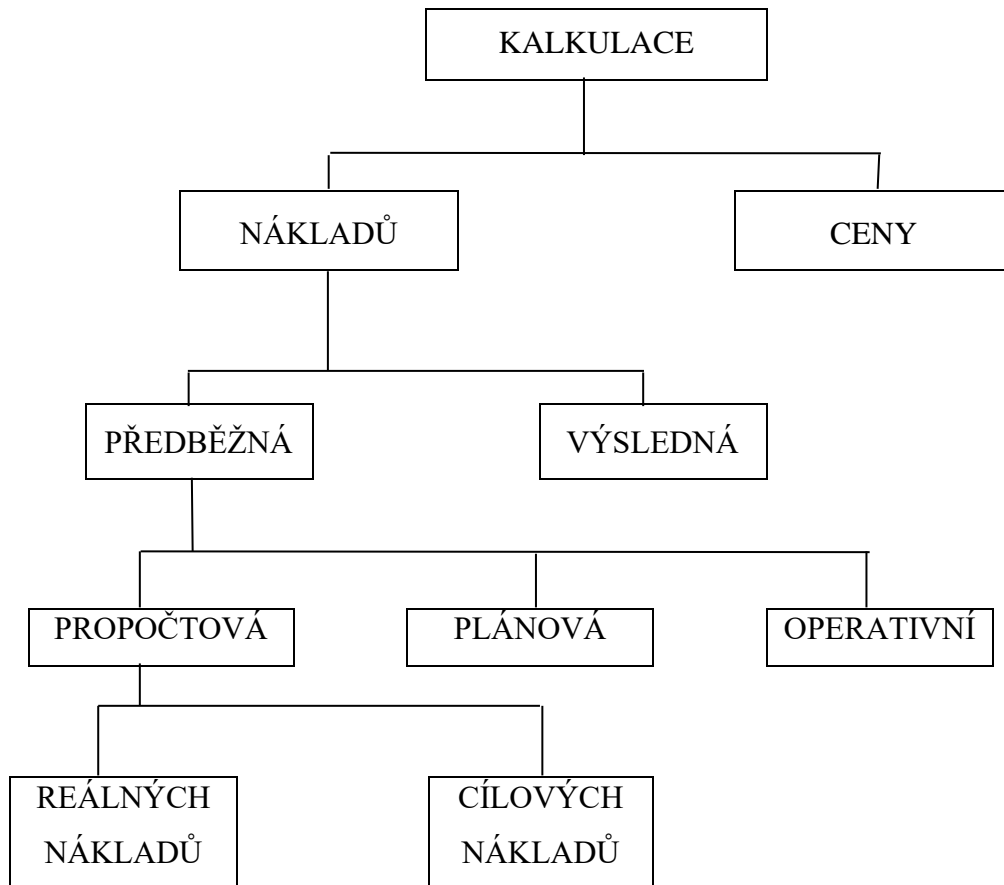 KALKULACE
NÁKLADŮ
CENY
PŘEDBĚŽNÁ
VÝSLEDNÁ
PROPOČTOVÁ
PLÁNOVÁ
OPERATIVNÍ
REÁLNÝCH
NÁKLADŮ
CÍLOVÝCH
NÁKLADŮ